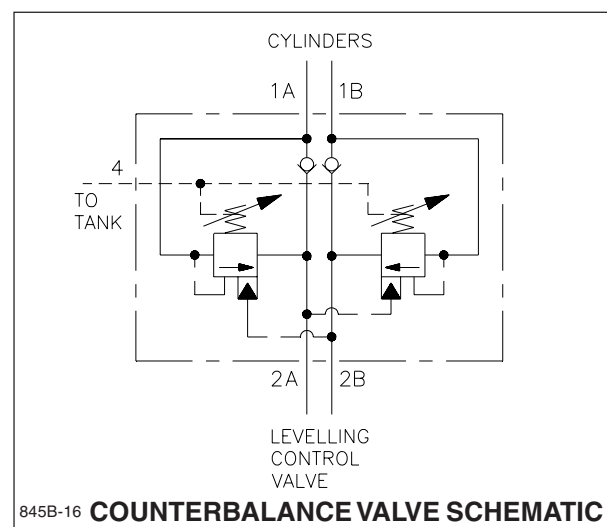 CYLINDERS
1A 1B
4
TO
TANK
2A 2B
LEVELLING
CONTROL
VALVE
845B-16 COUNTERBALANCE VALVE SCHEMATIC